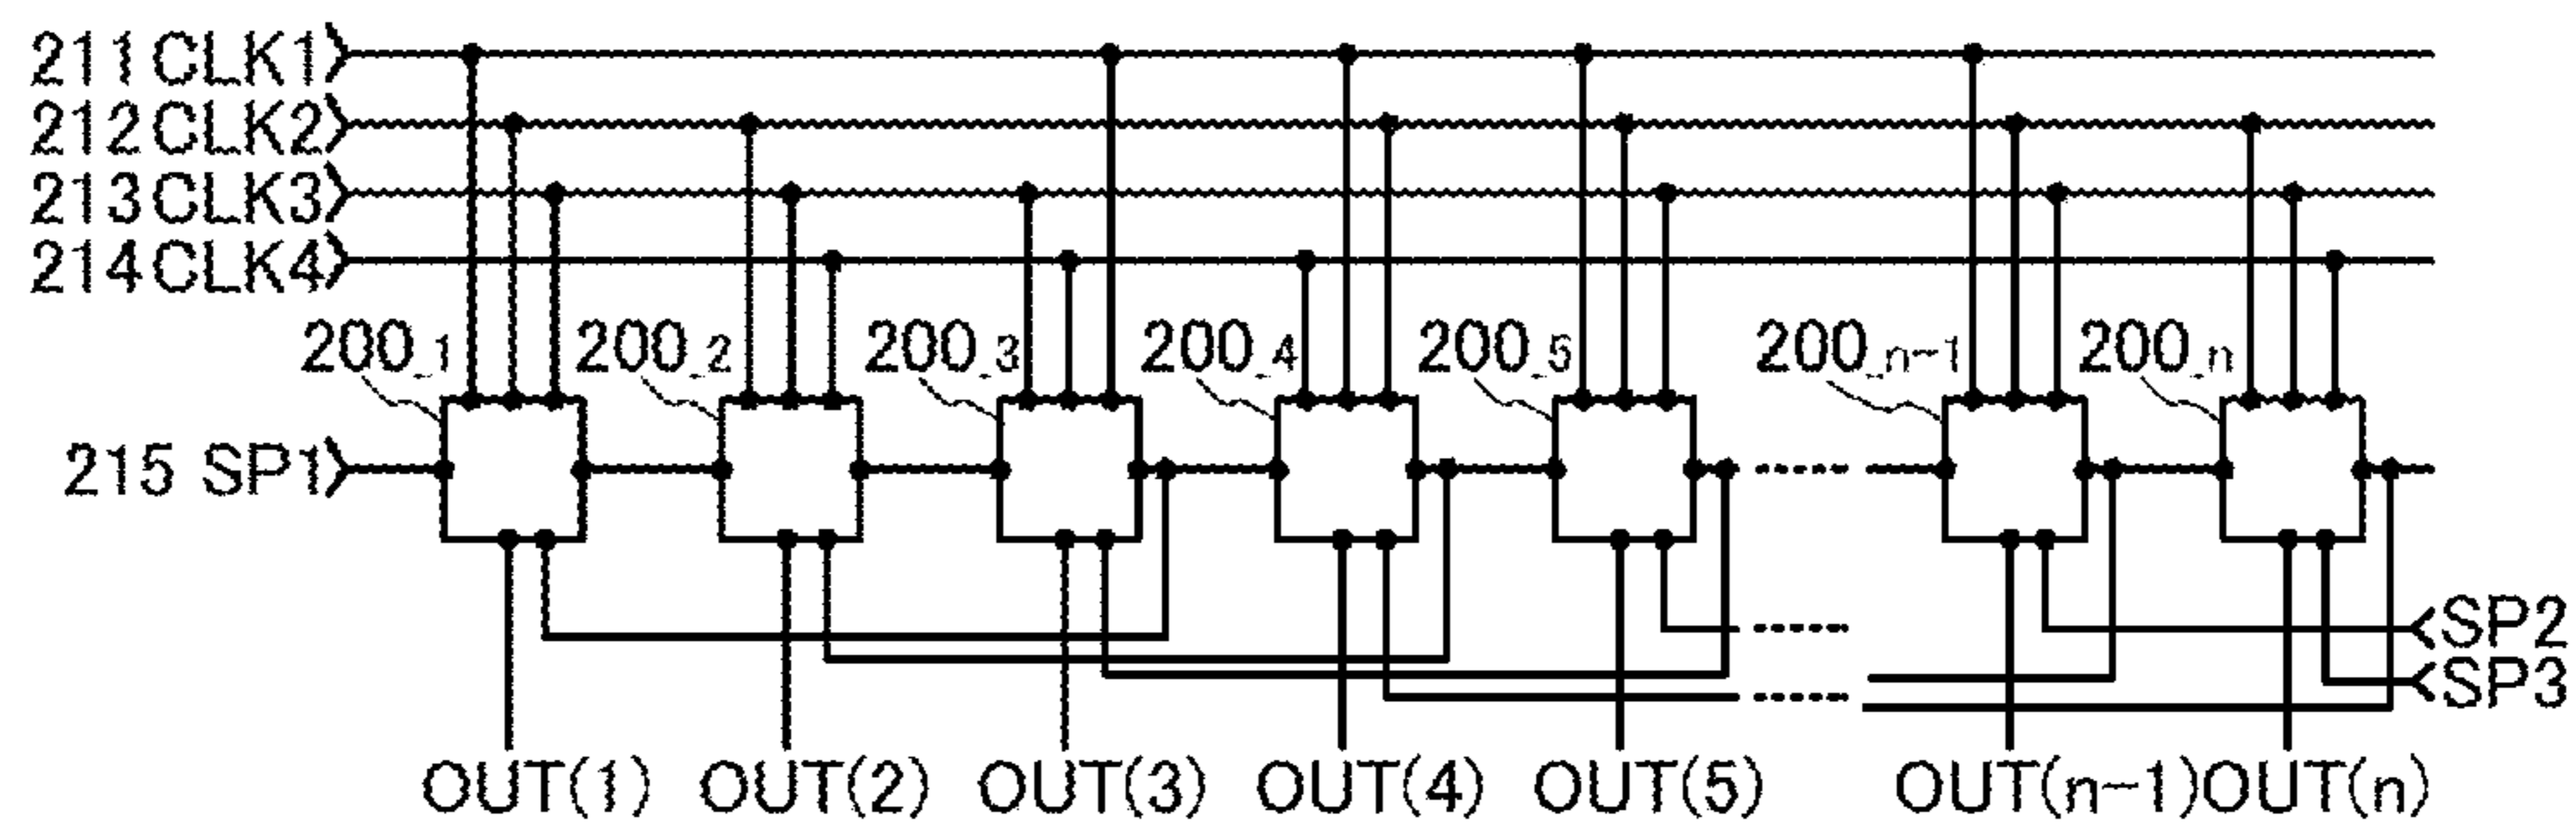 211 CLK1
212 CLK2
213 CLK3
214 CLK4
200_1 200_2 200_3 200_4 200_5 200_n-1 200_n
215 SP1
SP2
SP3
OUT(1) OUT(2) OUT(3) OUT(4) OUT(5) OUT(n-1) OUT(n)